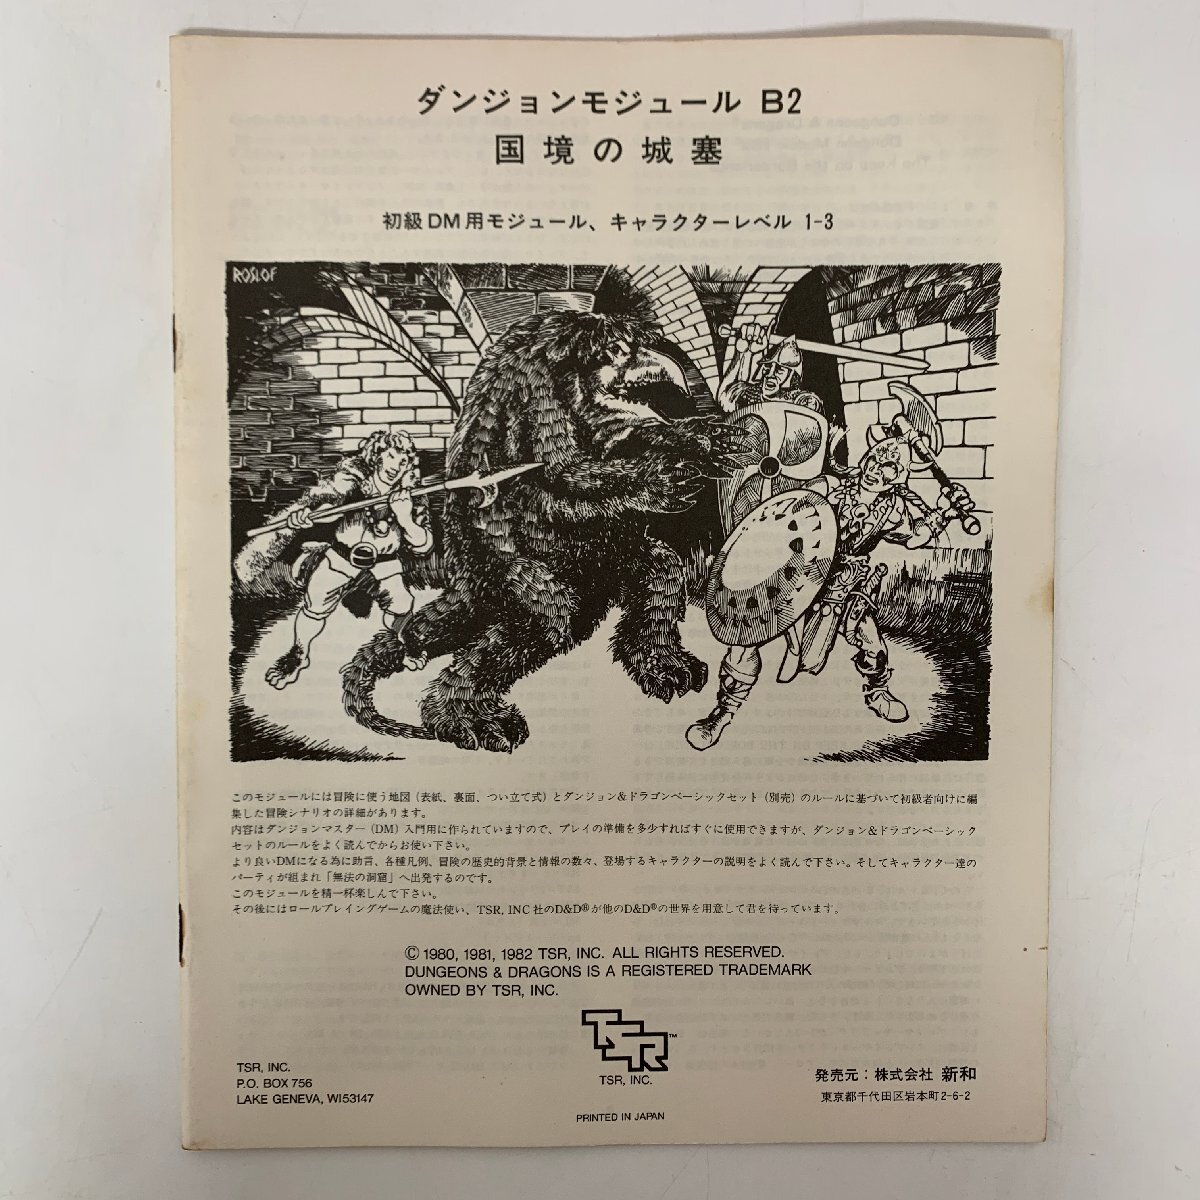 ダンジョンモジュール B2
国境の城塞
初級DM用モジュール、キャラクターレベル 1-3
ROSLOF
このモジュールには冒険に使う地図（表紙、裏面、つい立て式）とダンジョン&ドラゴンベーシックセット（別売）のルールに基づいて初級者向けに編
集した冒険シナリオの詳細があります。
内容はダンジョンマスター（DM）入門用に作られていますので、プレイの準備を多少すればすぐに使用できますが、ダンジョン&ドラゴンベーシック
セットのルールをよく読んでからお使い下さい。
より良いDMになる為に助言、各種凡例、冒険の歴史的背景と情報の数々、登場するキャラクターの説明をよく読んで下さい。そしてキャラクター達の
パーティが組まれ「無法の洞窟」へ出発するのです。
このモジュールを精一杯楽しんで下さい。
その後にはロールプレイングゲームの魔法使い、TSR, INC社のD&D®が他のD&D®の世界を用意して君を待っています。
© 1980, 1981, 1982 TSR, INC. ALL RIGHTS RESERVED.
DUNGEONS & DRAGONS IS A REGISTERED TRADEMARK
OWNED BY TSR, INC.
TSR™
TSR, INC.
TSR, INC.
P.O. BOX 756
LAKE GENEVA, WI53147
発売元：株式会社 新和
東京都千代田区岩本町2-6-2
PRINTED IN JAPAN